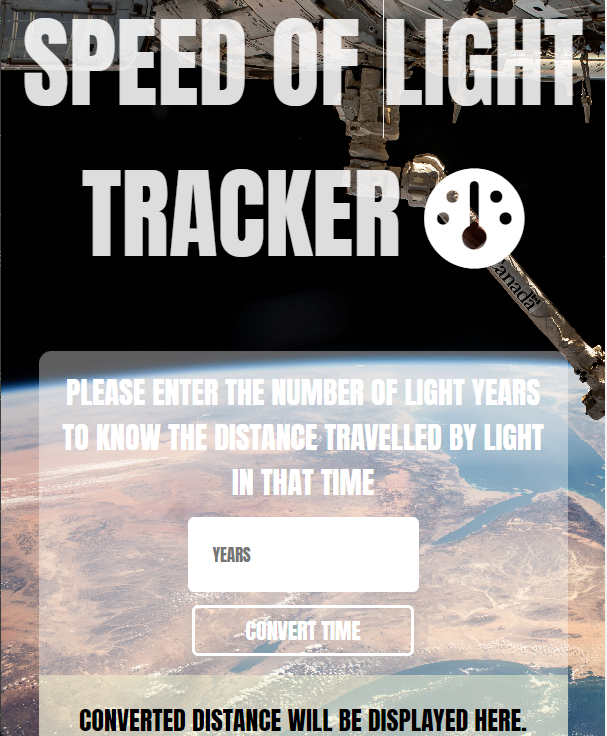 SPEED OF LIGHT
TRACKER
anada
PLEASE ENTER THE NUMBER OF LIGHT YEARS
TO KNOW THE DISTANCE TRAVELLED BY LIGHT
IN THAT TIME
YEARS
CONVERT TIME
CONVERTED DISTANCE WILL BE DISPLAYED HERE.